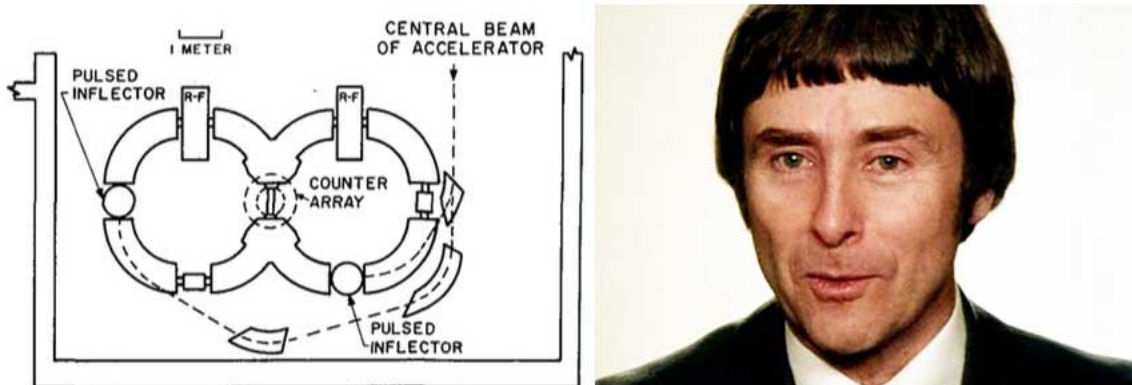 1 METER
CENTRAL BEAM
OF ACCELERATOR
PULSED
INFLECTOR
R-F
R-F
COUNTER
ARRAY
PULSED
INFLECTOR